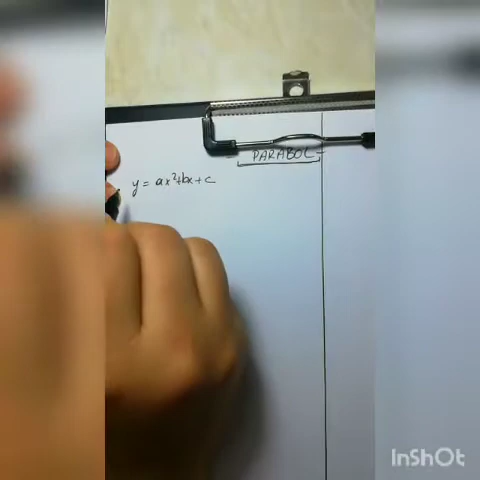 PARABOL
y = ax²+bx+c
InShOt